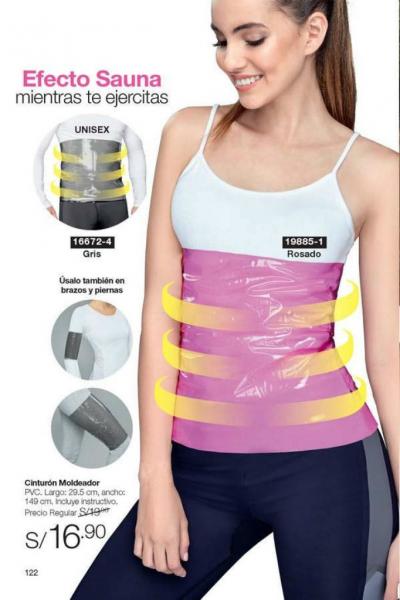 Efecto Sauna
mientras te ejercitas
UNISEX
16672-4
Gris
19885-1
Rosado
Úsalo también en
brazos y piernas
Cinturón Moldeador
PVC. Largo: 29.5 cm, ancho:
149 cm. Incluye instructivo.
Precio Regular S/19.90
S/16.90
122